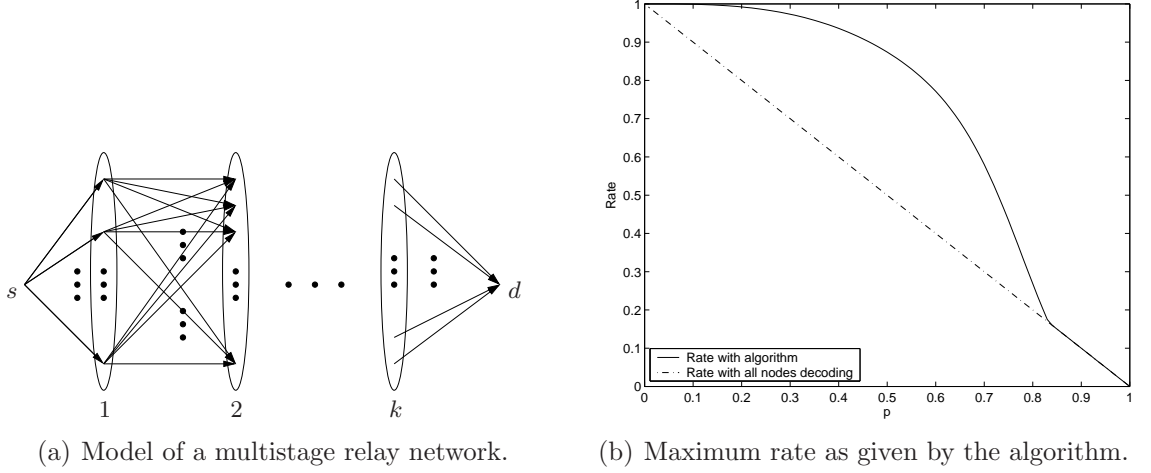 s
d
1
2
k
(a) Model of a multistage relay network.
1
0.9
0.8
0.7
0.6
0.5
0.4
0.3
0.2
0.1
0
Rate
Rate with algorithm
Rate with all nodes decoding
0 0.1 0.2 0.3 0.4 0.5 0.6 0.7 0.8 0.9 1
p
(b) Maximum rate as given by the algorithm.